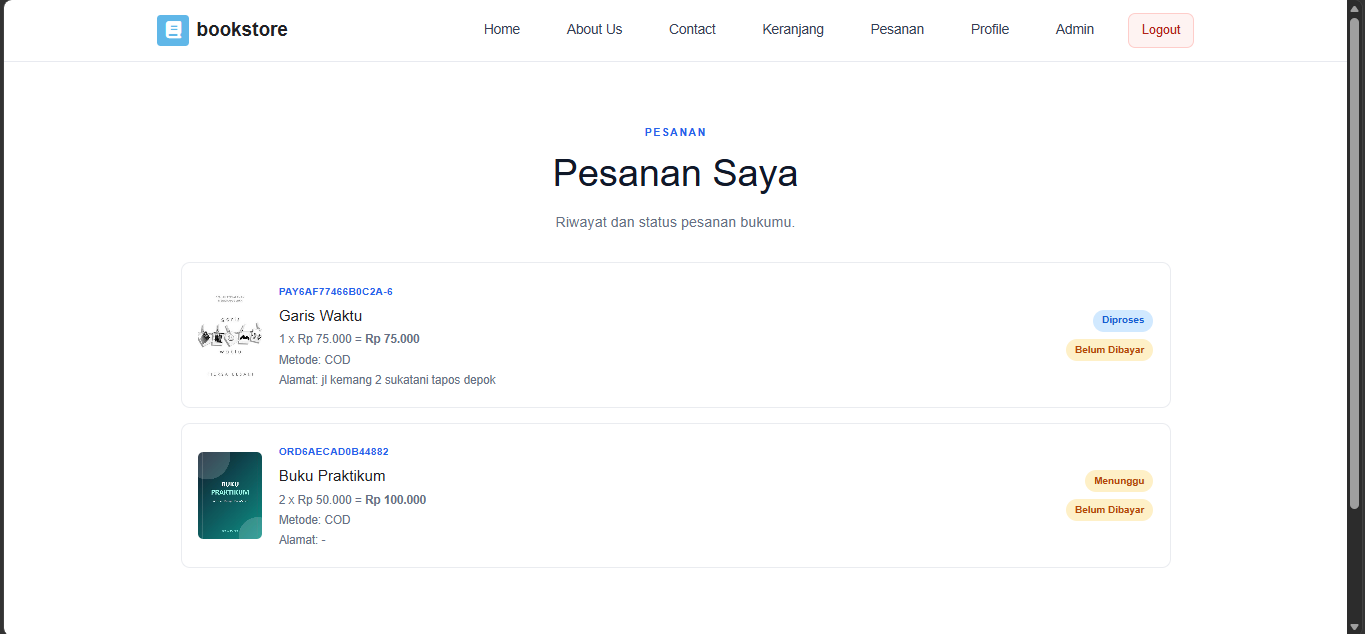 bookstore
Home
About Us
Contact
Keranjang
Pesanan
Profile
Admin
Logout
PESANAN
Pesanan Saya
Riwayat dan status pesanan bukumu.
PAY6AF77466B0C2A-6
Garis Waktu
1 x Rp 75.000 = Rp 75.000
Metode: COD
Alamat: jl kemang 2 sukatani tapos depok
Diproses
Belum Dibayar
garis
waktu
ORD6AECAD0B44882
Buku Praktikum
2 x Rp 50.000 = Rp 100.000
Metode: COD
Alamat: -
Menunggu
Belum Dibayar
BUKU
PRAKTIKUM